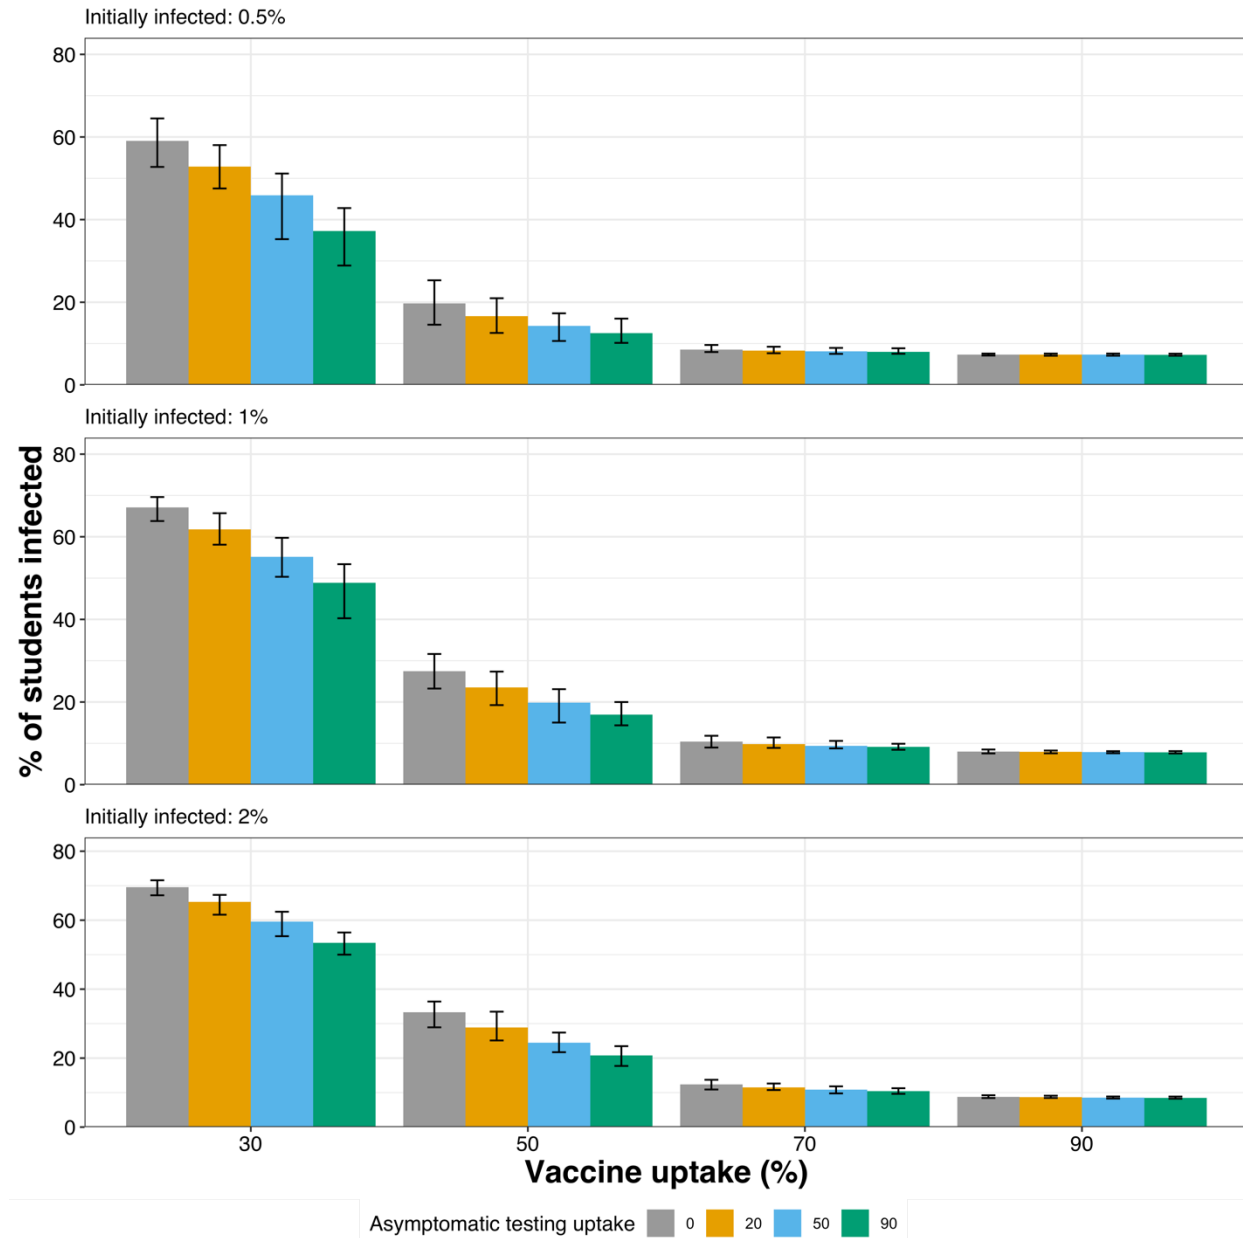 Initially infected: 0.5%
80
60
40
20
0
Initially infected: 1%
80
60
40
20
0
% of students infected
Initially infected: 2%
80
60
40
20
0
30 50 70 90
Vaccine uptake (%)
Asymptomatic testing uptake 0 20 50 90